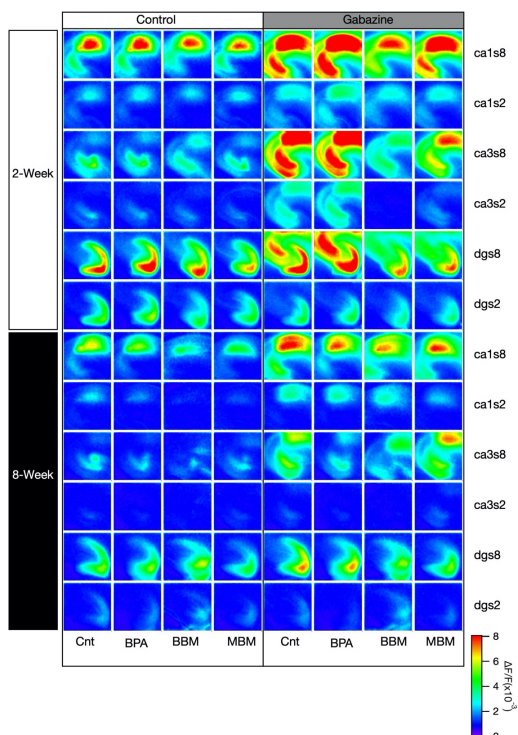 Control Gabazine
ca1s8
ca1s2
ca3s8
2-Week
ca3s2
dgs8
dgs2
ca1s8
ca1s2
ca3s8
8-Week
ca3s2
dgs8
dgs2
Cnt BPA BBM MBM Cnt BPA BBM MBM
8
6
4
2
0
ΔF/F(x10⁻³)